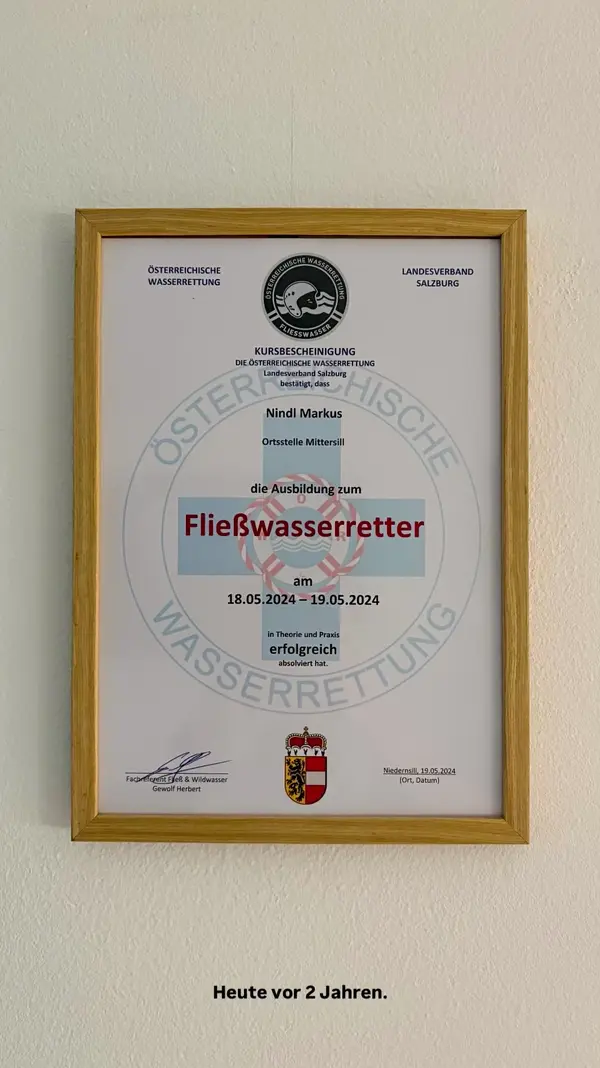 ÖSTERREICHISCHE
WASSERRETTUNG
ÖSTERREICHISCHE WASSERRETTUNG
FLIESSWASSER
LANDESVERBAND
SALZBURG
KURSBESCHEINIGUNG
DIE ÖSTERREICHISCHE WASSERRETTUNG
Landesverband Salzburg
bestätigt, dass
ÖSTERREICHISCHE
Nindl Markus
Ortsstelle Mittersill
die Ausbildung zum
Fließwasserretter
Ö
W R
am
18.05.2024 – 19.05.2024
in Theorie und Praxis
erfolgreich
absolviert hat.
WASSERRETTUNG
Fachreferent Fließ & Wildwasser
Gewolf Herbert
Niedernsill, 19.05.2024
(Ort, Datum)
Heute vor 2 Jahren.